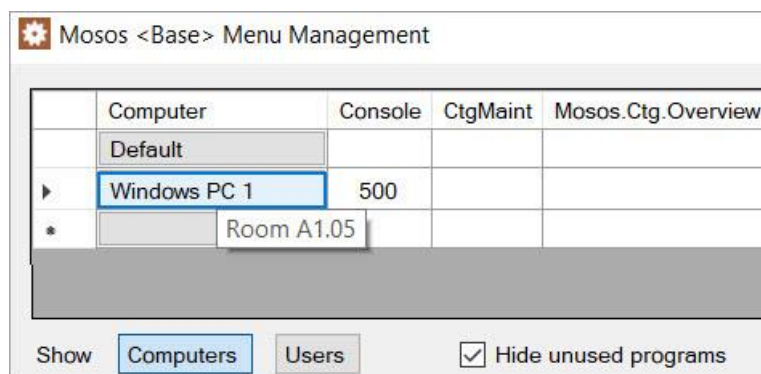 Mosos <Base> Menu Management
Computer Console CtgMaint Mosos.Ctg.Overview
Default
Windows PC 1 500
Room A1.05
Show Computers Users Hide unused programs